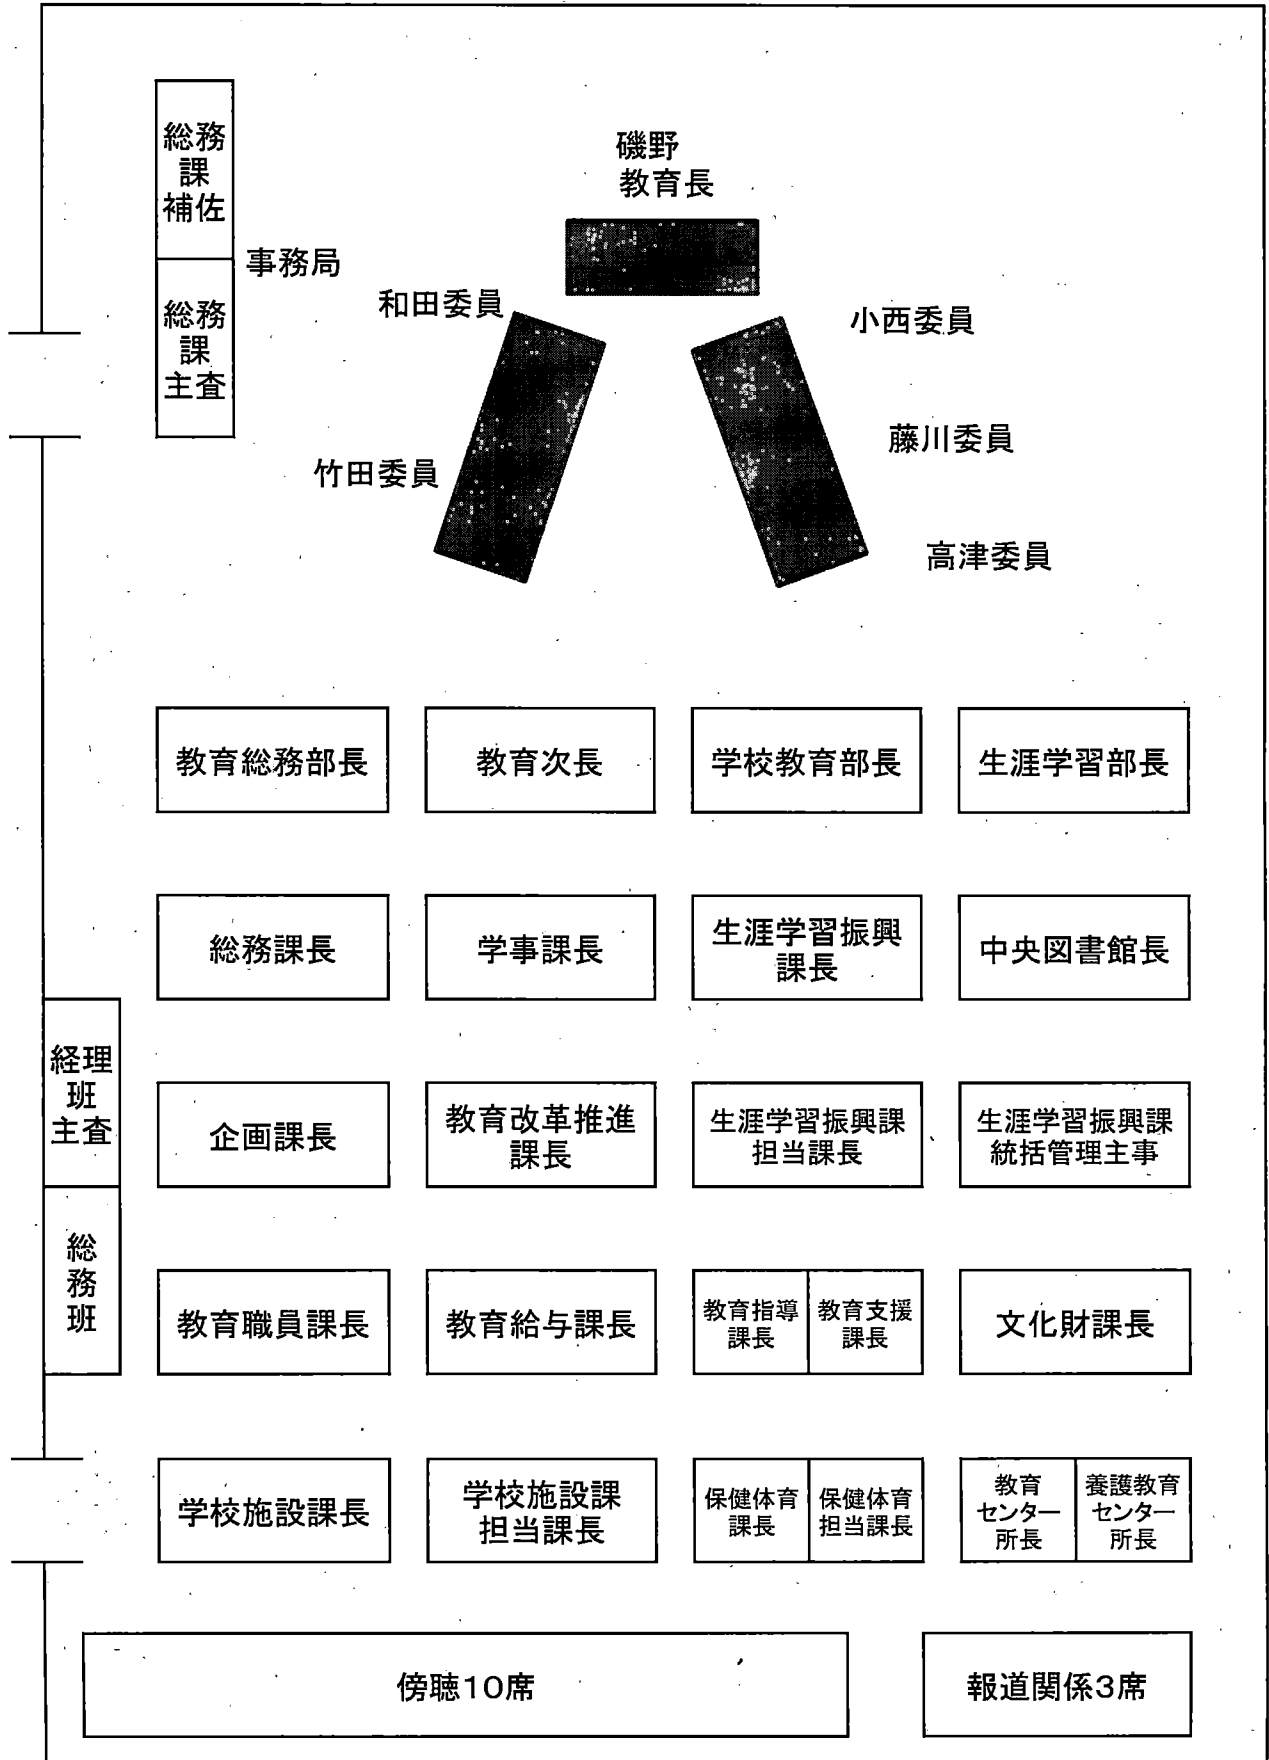 総務
課
補佐
事務局
総務
課
主査
磯野
教育長
和田委員
小西委員
竹田委員
藤川委員
高津委員
教育総務部長
教育次長
学校教育部長
生涯学習部長
総務課長
学事課長
生涯学習振興
課長
中央図書館長
経理
班
主査
企画課長
教育改革推進
課長
生涯学習振興課
担当課長
生涯学習振興課
統括管理主事
総
務
班
教育職員課長
教育給与課長
教育指導
課長
教育支援
課長
文化財課長
学校施設課長
学校施設課
担当課長
保健体育
課長
保健体育
担当課長
教育
センター
所長
養護教育
センター
所長
傍聴10席
報道関係3席